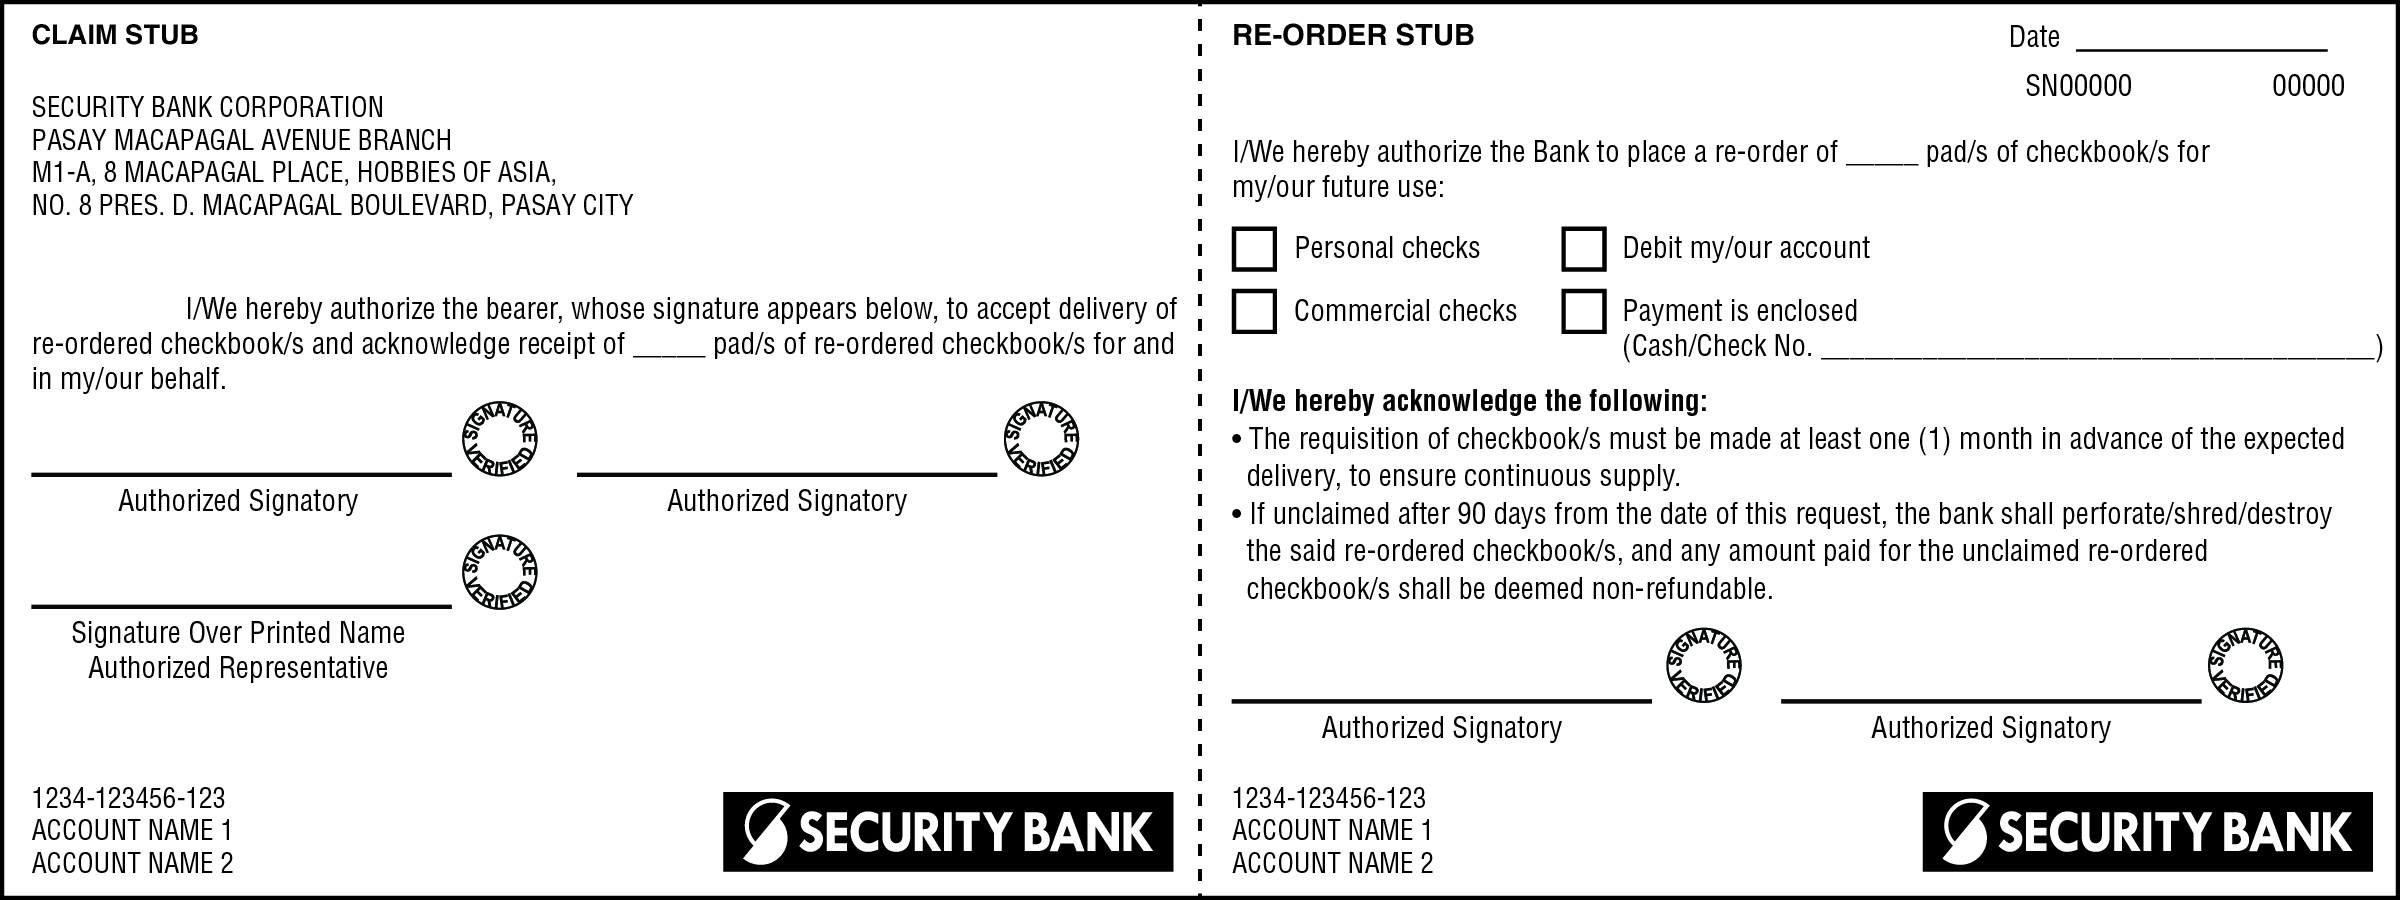 CLAIM STUB
SECURITY BANK CORPORATION
PASAY MACAPAGAL AVENUE BRANCH
M1-A, 8 MACAPAGAL PLACE, HOBBIES OF ASIA,
NO. 8 PRES. D. MACAPAGAL BOULEVARD, PASAY CITY
I/We hereby authorize the bearer, whose signature appears below, to accept delivery of
re-ordered checkbook/s and acknowledge receipt of _____ pad/s of re-ordered checkbook/s for and
in my/our behalf.
SIGNATURE VERIFIED
SIGNATURE VERIFIED
Authorized Signatory
Authorized Signatory
SIGNATURE VERIFIED
Signature Over Printed Name
Authorized Representative
1234-123456-123
ACCOUNT NAME 1
ACCOUNT NAME 2
SECURITY BANK
RE-ORDER STUB
Date
SN00000 00000
I/We hereby authorize the Bank to place a re-order of _____ pad/s of checkbook/s for
my/our future use:
Personal checks
Debit my/our account
Commercial checks
Payment is enclosed
(Cash/Check No. ______________________________________)
I/We hereby acknowledge the following:
• The requisition of checkbook/s must be made at least one (1) month in advance of the expected
delivery, to ensure continuous supply.
• If unclaimed after 90 days from the date of this request, the bank shall perforate/shred/destroy
the said re-ordered checkbook/s, and any amount paid for the unclaimed re-ordered
checkbook/s shall be deemed non-refundable.
SIGNATURE VERIFIED
SIGNATURE VERIFIED
Authorized Signatory
Authorized Signatory
1234-123456-123
ACCOUNT NAME 1
ACCOUNT NAME 2
SECURITY BANK